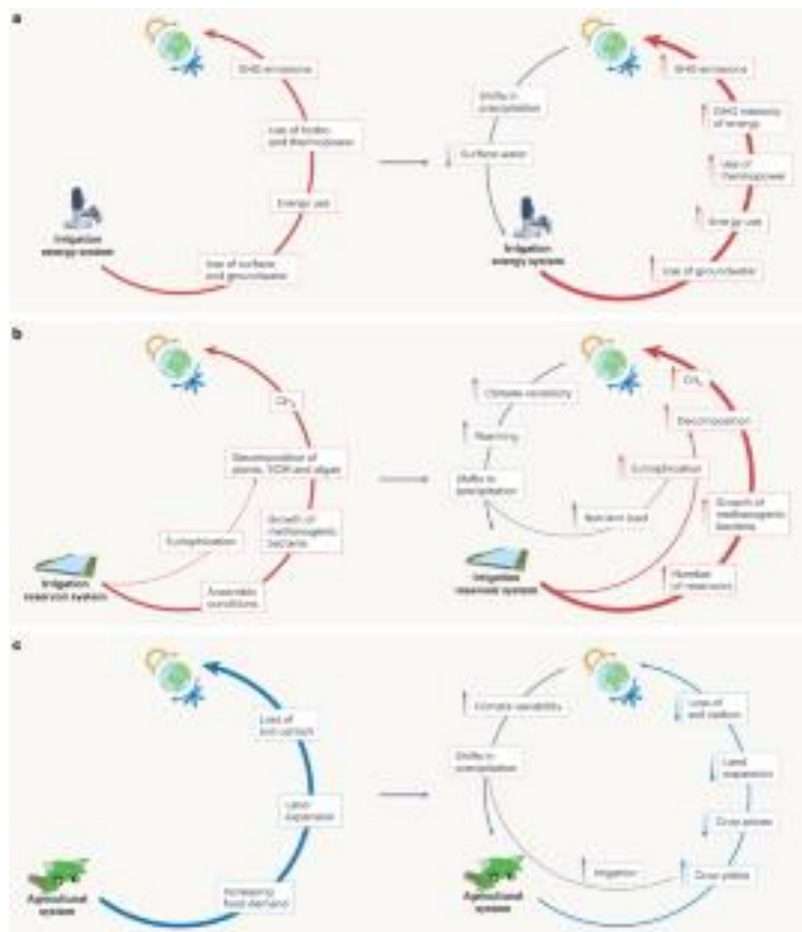 a
GHG emissions
Use of hydro
and thermopower
Energy use
Use of surface
and groundwater
Irrigation
energy system
Shifts in
precipitation
Surface water
Irrigation
energy system
GHG emissions
GHG intensity
of energy
Use of
thermopower
Energy use
Use of groundwater
b
CH₄
Decomposition of
plants, SOM and algae
Growth of
methanogenic
bacteria
Eutrophication
Anaerobic
conditions
Irrigation
reservoir system
Climate variability
Warming
Shifts in
precipitation
Nutrient load
Irrigation
reservoir system
CH₄
Decomposition
Eutrophication
Growth of
methanogenic
bacteria
Number
of reservoirs
c
Loss of
soil carbon
Land
expansion
Increasing
food demand
Agricultural
system
Climate variability
Shifts in
precipitation
Irrigation
Agricultural
system
Loss of
soil carbon
Land
expansion
Crop prices
Crop yields